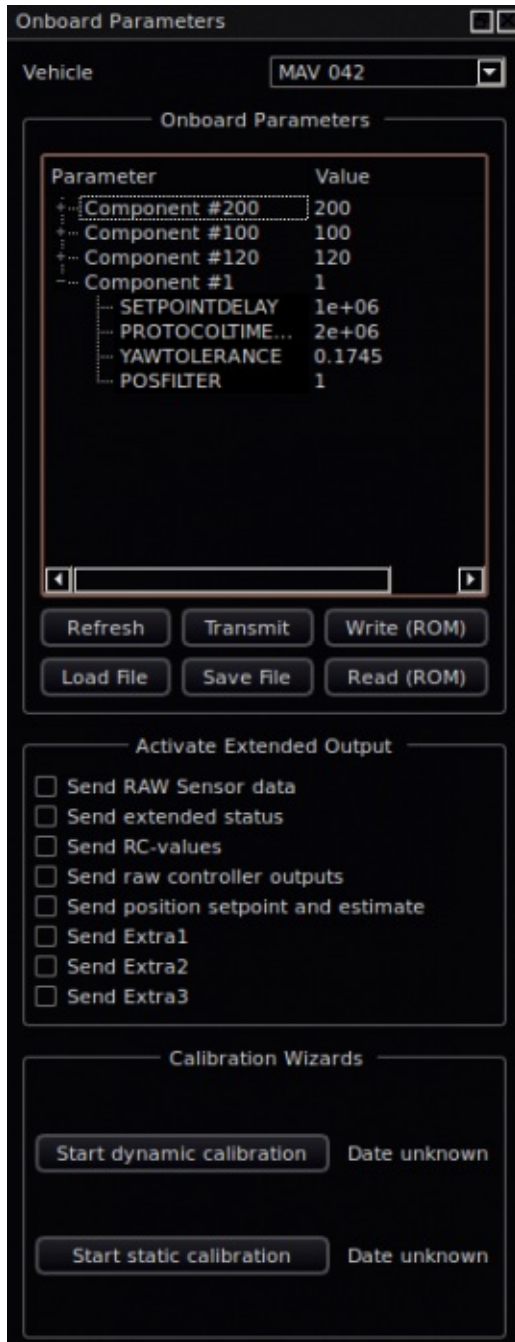 Onboard Parameters
Vehicle MAV 042
Onboard Parameters
Parameter Value
Component #200 200
Component #100 100
Component #120 120
Component #1 1
SETPOINTDELAY 1e+06
PROTOCOLTIME... 2e+06
YAWTOLERANCE 0.1745
POSFILTER 1
Refresh Transmit Write (ROM)
Load File Save File Read (ROM)
Activate Extended Output
Send RAW Sensor data
Send extended status
Send RC-values
Send raw controller outputs
Send position setpoint and estimate
Send Extra1
Send Extra2
Send Extra3
Calibration Wizards
Start dynamic calibration Date unknown
Start static calibration Date unknown